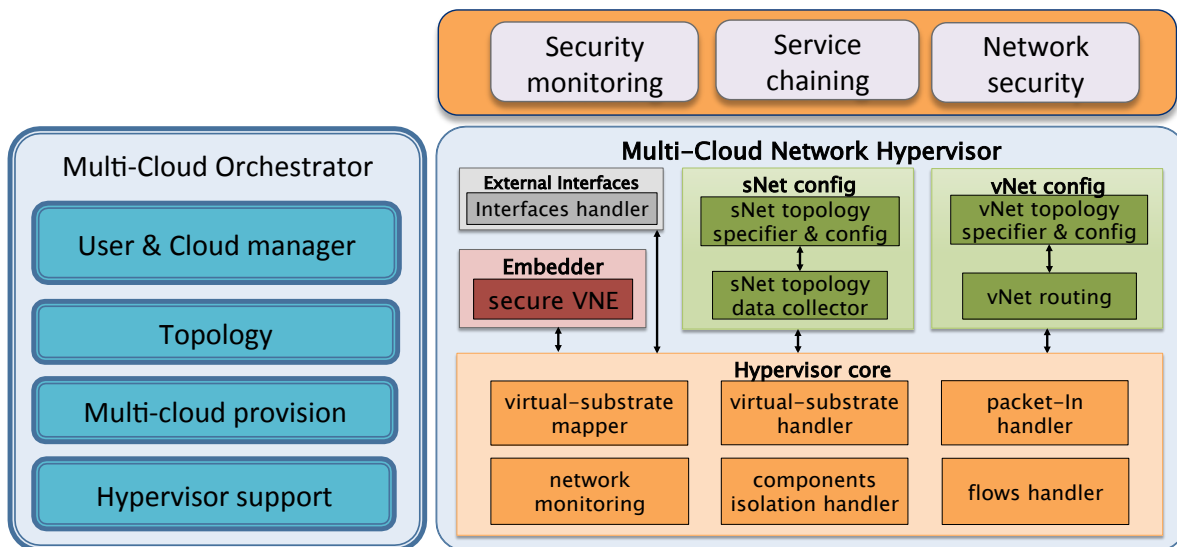 Security
monitoring
Service
chaining
Network
security
Multi-Cloud Orchestrator
User & Cloud manager
Topology
Multi-cloud provision
Hypervisor support
Multi-Cloud Network Hypervisor
External Interfaces
Interfaces handler
Embedder
secure VNE
sNet config
sNet topology
specifier & config
sNet topology
data collector
vNet config
vNet topology
specifier & config
vNet routing
Hypervisor core
virtual-substrate
mapper
virtual-substrate
handler
packet-In
handler
network
monitoring
components
isolation handler
flows handler